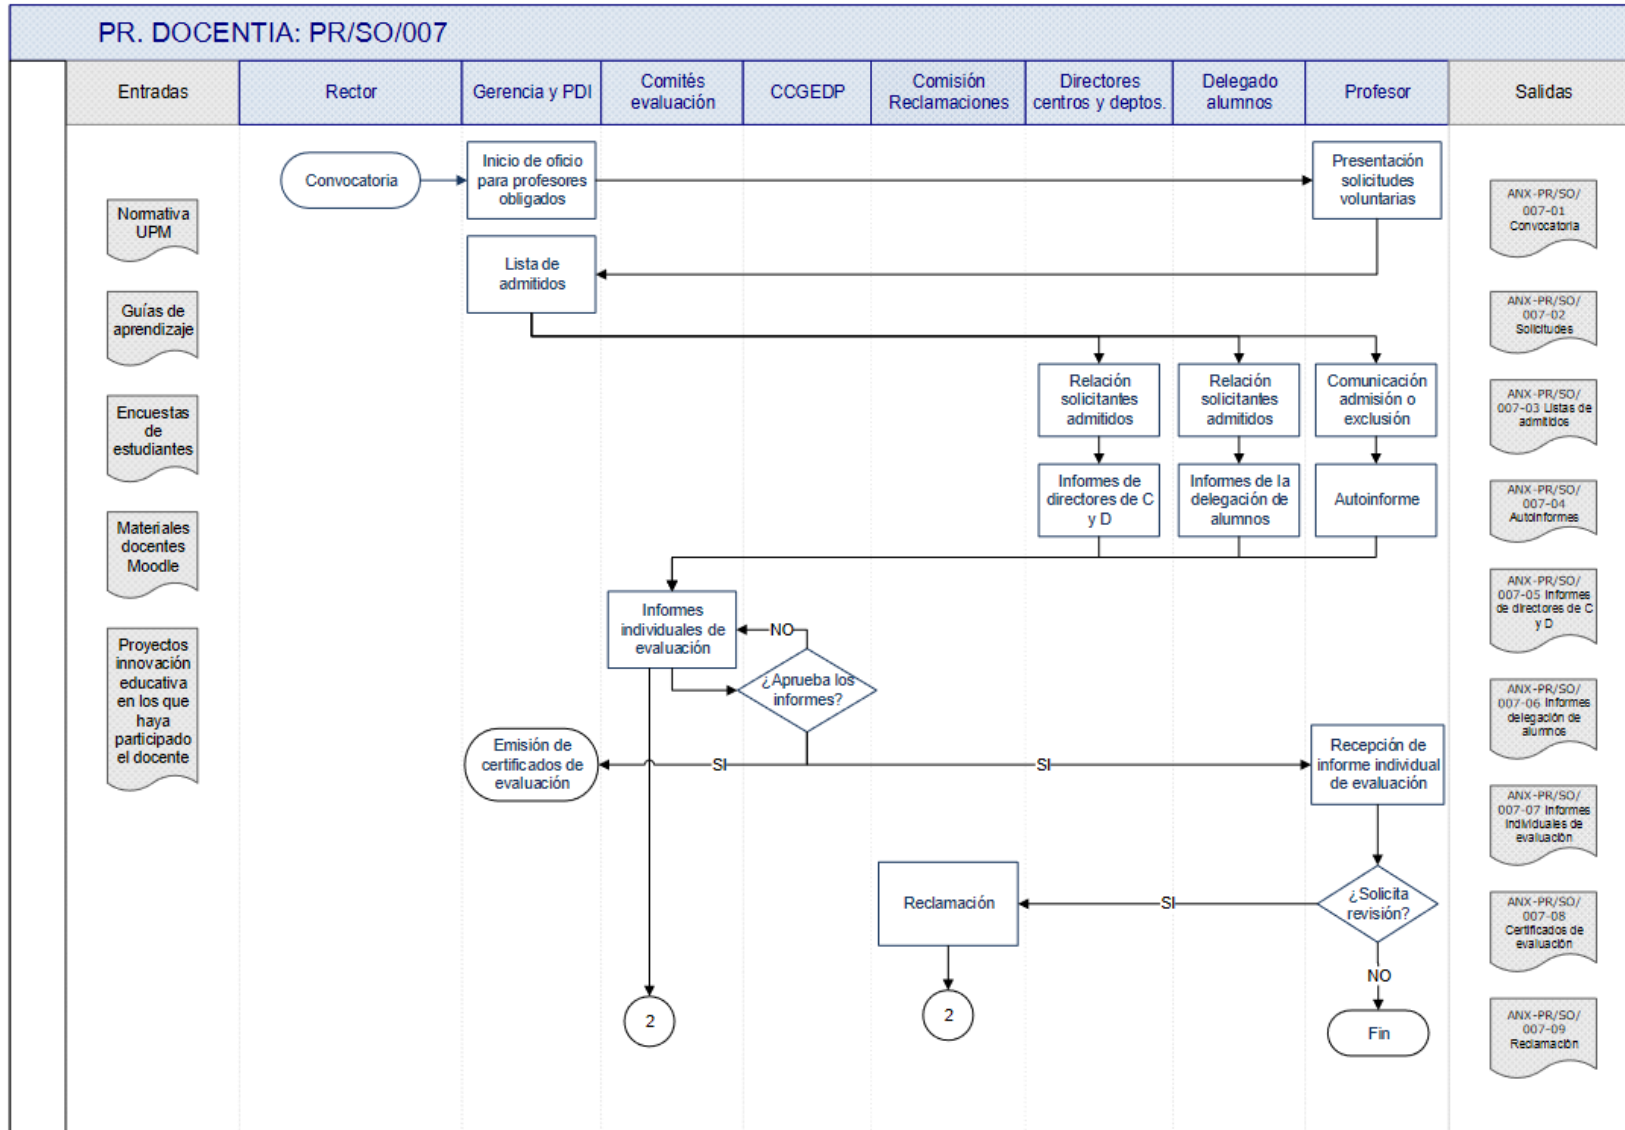 PR. DOCENTIA: PR/SO/007
Entradas
Rector
Gerencia y PDI
Comités
evaluación
CCGEDP
Comisión
Reclamaciones
Directores
centros y deptos.
Delegado
alumnos
Profesor
Salidas
Convocatoria
Inicio de oficio
para profesores
obligados
Presentación
solicitudes
voluntarias
Lista de
admitidos
Relación
solicitantes
admitidos
Relación
solicitantes
admitidos
Comunicación
admisión o
exclusión
Informes de
directores de C
y D
Informes de la
delegación de
alumnos
Autoinforme
Informes
individuales de
evaluación
NO
¿Aprueba los
informes?
Emisión de
certificados de
evaluación
SI
SI
Recepción de
informe individual
de evaluación
Reclamación
SI
¿Solicita
revisión?
NO
2
2
Fin
Normativa
UPM
Guías de
aprendizaje
Encuestas
de
estudiantes
Materiales
docentes
Moodle
Proyectos
innovación
educativa
en los que
haya
participado
el docente
ANX-PR/SO/
007-01
Convocatoria
ANX-PR/SO/
007-02
Solicitudes
ANX-PR/SO/
007-03 Listas de
admitidos
ANX-PR/SO/
007-04
Autoinformes
ANX-PR/SO/
007-05 Informes
de directores de C
y D
ANX-PR/SO/
007-06 Informes
delegación de
alumnos
ANX-PR/SO/
007-07 Informes
individuales de
evaluación
ANX-PR/SO/
007-08
Certificados de
evaluación
ANX-PR/SO/
007-09
Reclamación